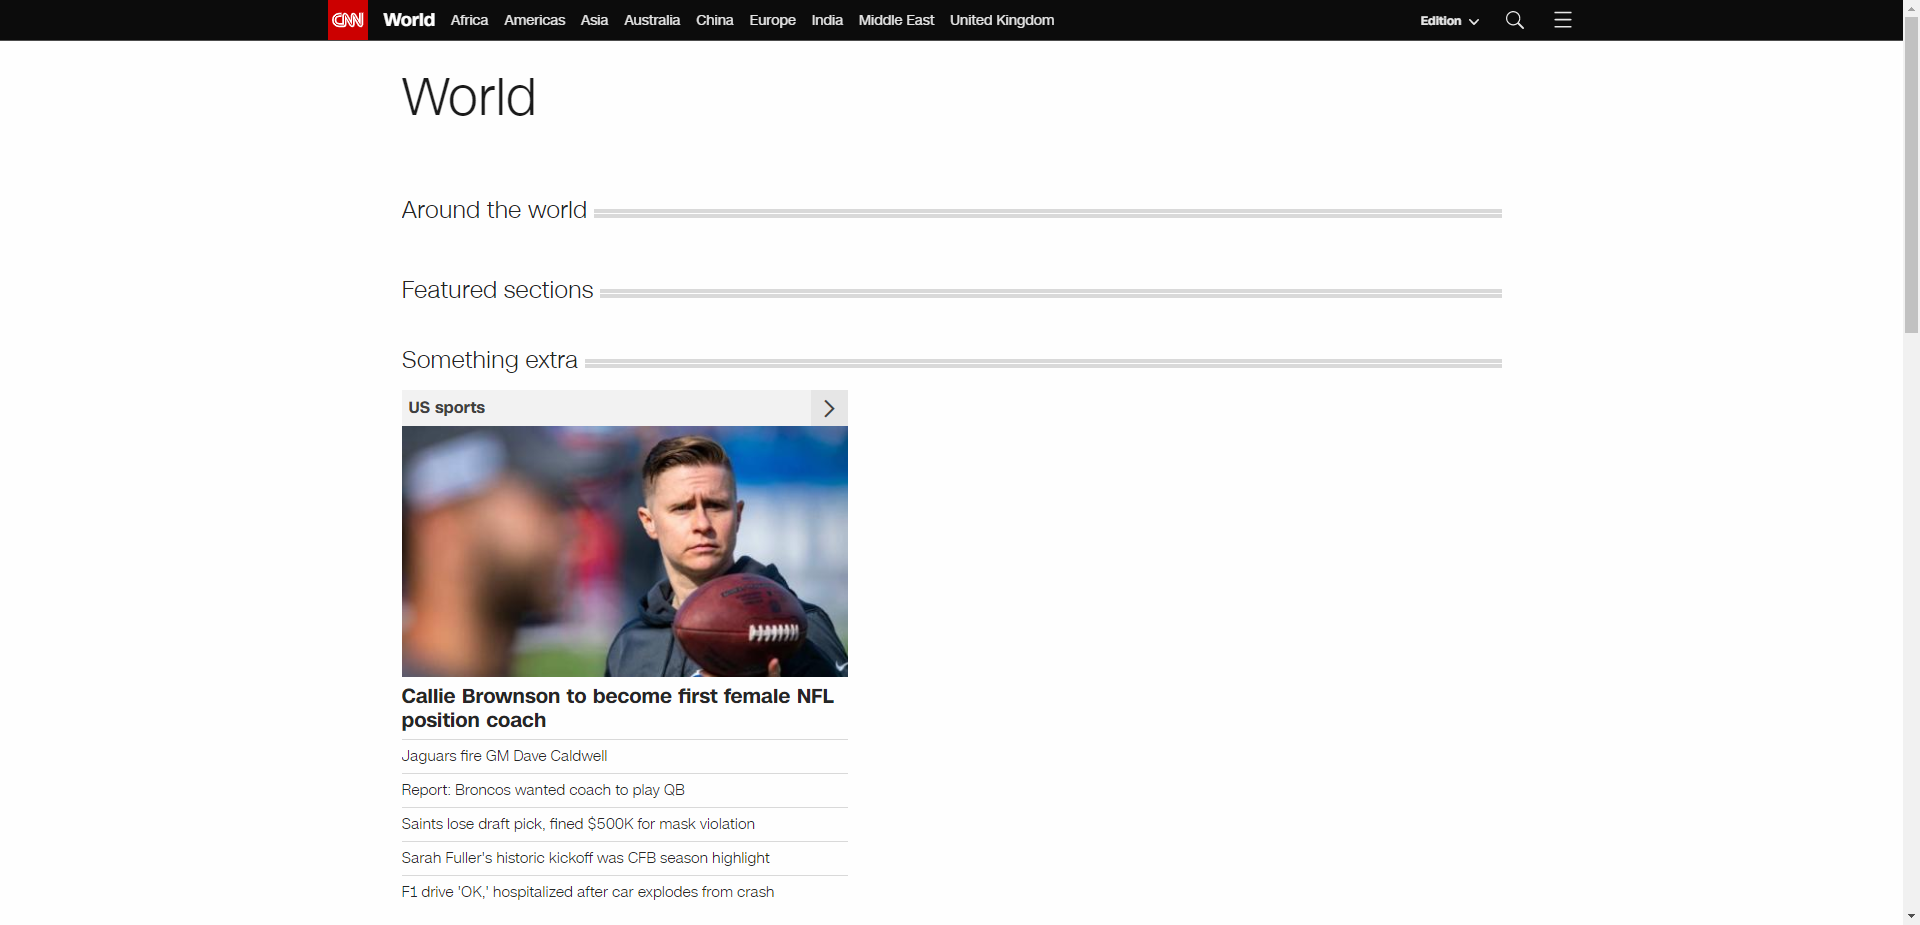 CNN World Africa Americas Asia Australia China Europe India Middle East United Kingdom Edition
World
Around the world
Featured sections
Something extra
US sports
Callie Brownson to become first female NFL
position coach
Jaguars fire GM Dave Caldwell
Report: Broncos wanted coach to play QB
Saints lose draft pick, fined $500K for mask violation
Sarah Fuller's historic kickoff was CFB season highlight
F1 drive 'OK,' hospitalized after car explodes from crash